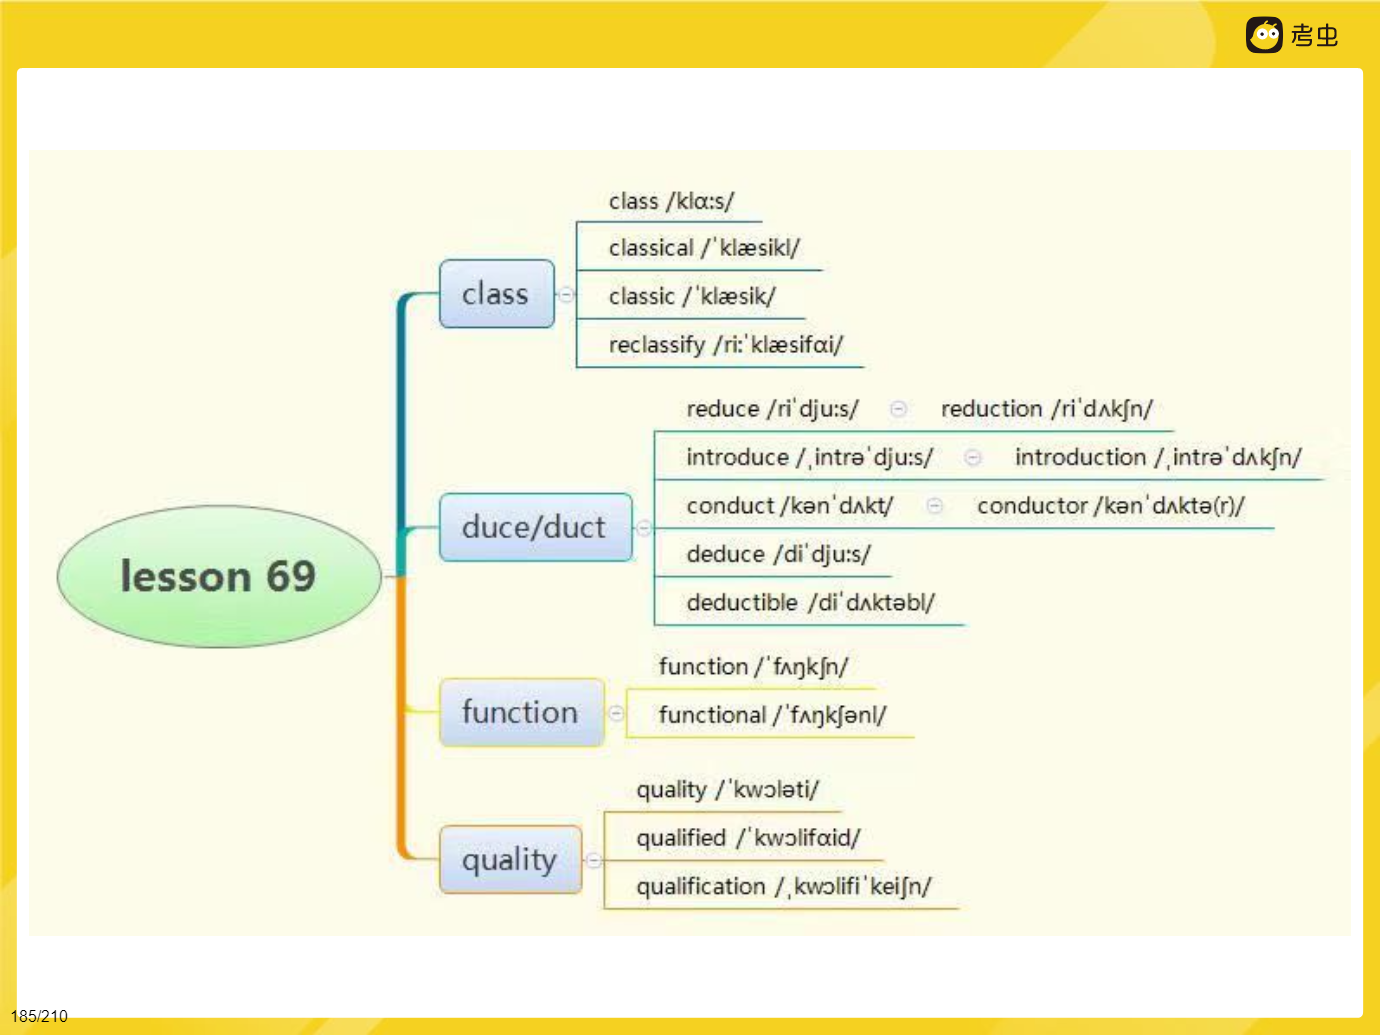 考虫
class /klɑ:s/
classical /ˈklæsikl/
class
classic /ˈklæsik/
reclassify /ri:ˈklæsifɑi/
reduce /riˈdju:s/ reduction /riˈdʌkʃn/
introduce /ˌintrəˈdju:s/ introduction /ˌintrəˈdʌkʃn/
conduct /kənˈdʌkt/ conductor /kənˈdʌktə(r)/
duce/duct
deduce /diˈdju:s/
lesson 69
deductible /diˈdʌktəbl/
function /ˈfʌŋkʃn/
function
functional /ˈfʌŋkʃənl/
quality /ˈkwɔləti/
qualified /ˈkwɔlifɑid/
quality
qualification /ˌkwɔlifiˈkeiʃn/
185/210